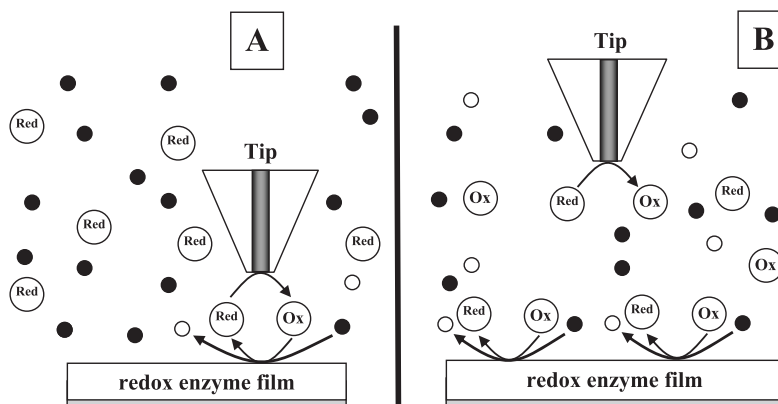 A
Red
Red
Tip
Red
Red
Red
Red
Red
Ox
redox enzyme film
B
Tip
Ox
Red
Ox
Red
Ox
Red
Ox
Red
Ox
redox enzyme film